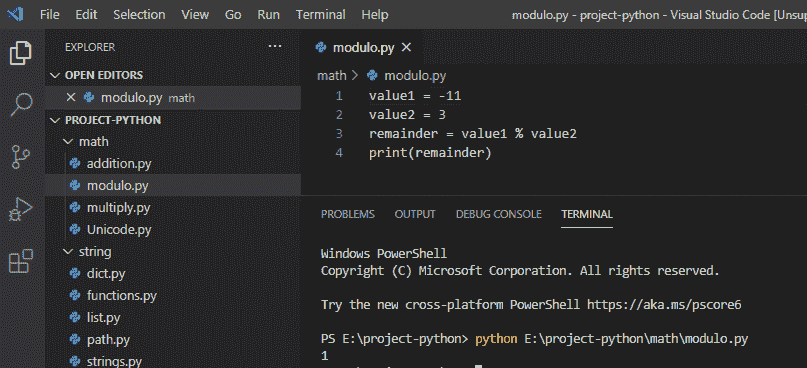 File Edit Selection View Go Run Terminal Help modulo.py - project-python - Visual Studio Code [Unsup
EXPLORER ...
OPEN EDITORS
modulo.py math
PROJECT-PYTHON
math
addition.py
modulo.py
multiply.py
Unicode.py
string
dict.py
functions.py
list.py
path.py
strings.py
modulo.py
math > modulo.py
1 value1 = -11
2 value2 = 3
3 remainder = value1 % value2
4 print(remainder)
PROBLEMS OUTPUT DEBUG CONSOLE TERMINAL
Windows PowerShell
Copyright (C) Microsoft Corporation. All rights reserved.
Try the new cross-platform PowerShell https://aka.ms/pscore6
PS E:\project-python> python E:\project-python\math\modulo.py
1